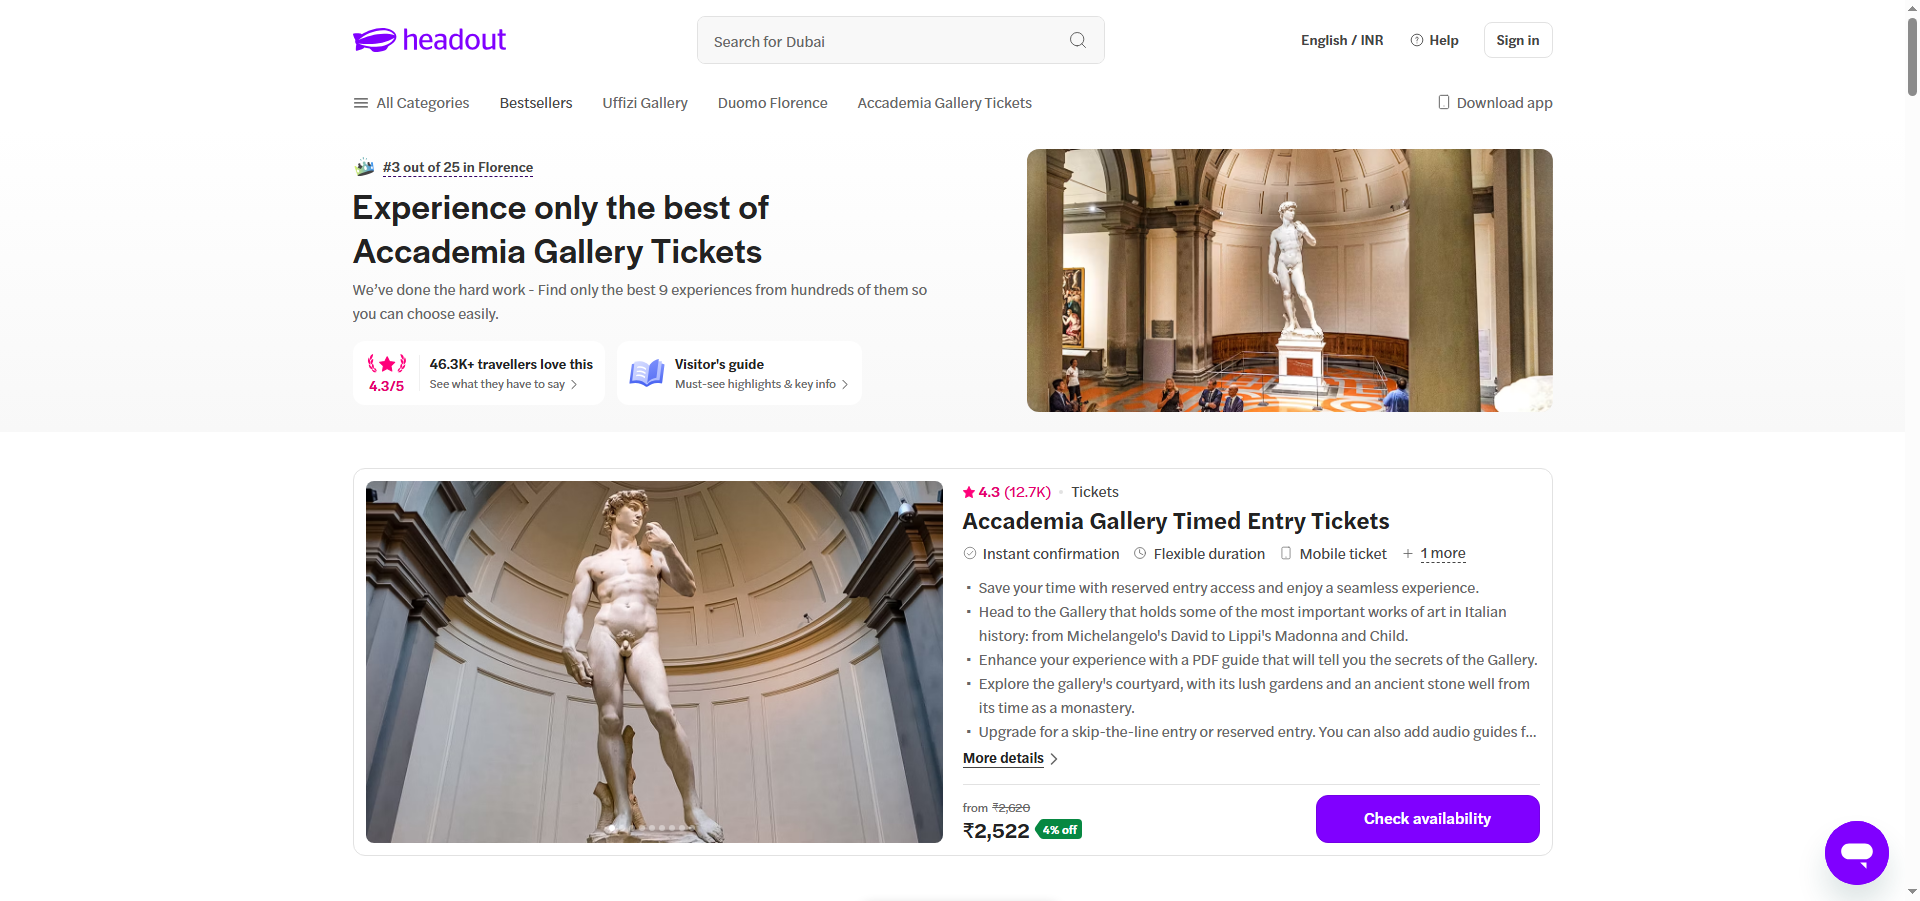 headout
Search for Dubai
English / INR
Help
Sign in
All Categories
Bestsellers
Uffizi Gallery
Duomo Florence
Accademia Gallery Tickets
Download app
#3 out of 25 in Florence
Experience only the best of
Accademia Gallery Tickets
We've done the hard work - Find only the best 9 experiences from hundreds of them so
you can choose easily.
4.3/5
46.3K+ travellers love this
See what they have to say
Visitor's guide
Must-see highlights & key info
4.3 (12.7K)
Tickets
Accademia Gallery Timed Entry Tickets
Instant confirmation
Flexible duration
Mobile ticket
+ 1 more
Save your time with reserved entry access and enjoy a seamless experience.
Head to the Gallery that holds some of the most important works of art in Italian
history: from Michelangelo's David to Lippi's Madonna and Child.
Enhance your experience with a PDF guide that will tell you the secrets of the Gallery.
Explore the gallery's courtyard, with its lush gardens and an ancient stone well from
its time as a monastery.
Upgrade for a skip-the-line entry or reserved entry. You can also add audio guides f...
More details
from ₹2,620
₹2,522
4% off
Check availability